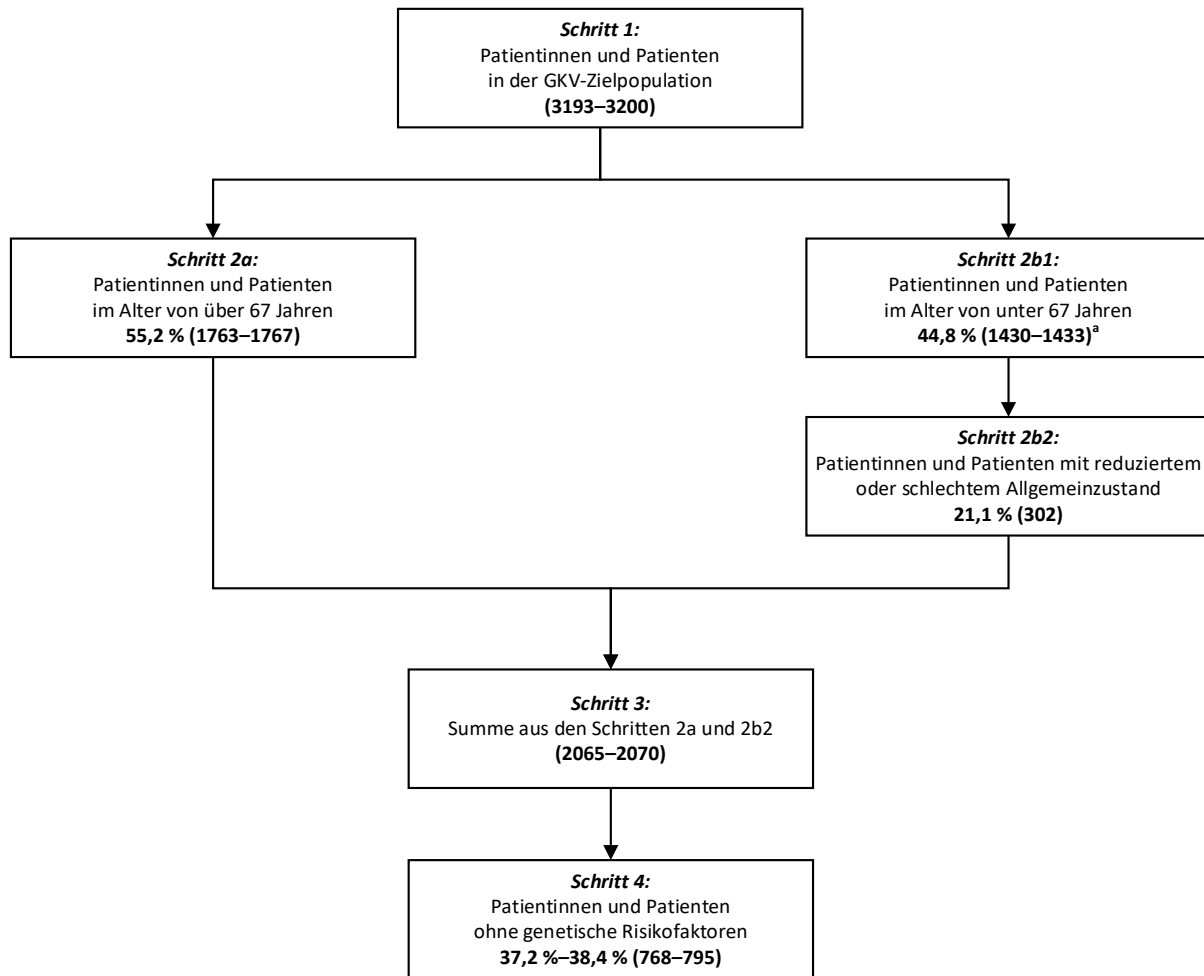 Schritt 1:
Patientinnen und Patienten
in der GKV-Zielpopulation
(3193–3200)
Schritt 2a:
Patientinnen und Patienten
im Alter von über 67 Jahren
55,2 % (1763–1767)
Schritt 2b1:
Patientinnen und Patienten
im Alter von unter 67 Jahren
44,8 % (1430–1433)a
Schritt 2b2:
Patientinnen und Patienten mit reduziertem
oder schlechtem Allgemeinzustand
21,1 % (302)
Schritt 3:
Summe aus den Schritten 2a und 2b2
(2065–2070)
Schritt 4:
Patientinnen und Patienten
ohne genetische Risikofaktoren
37,2 %–38,4 % (768–795)